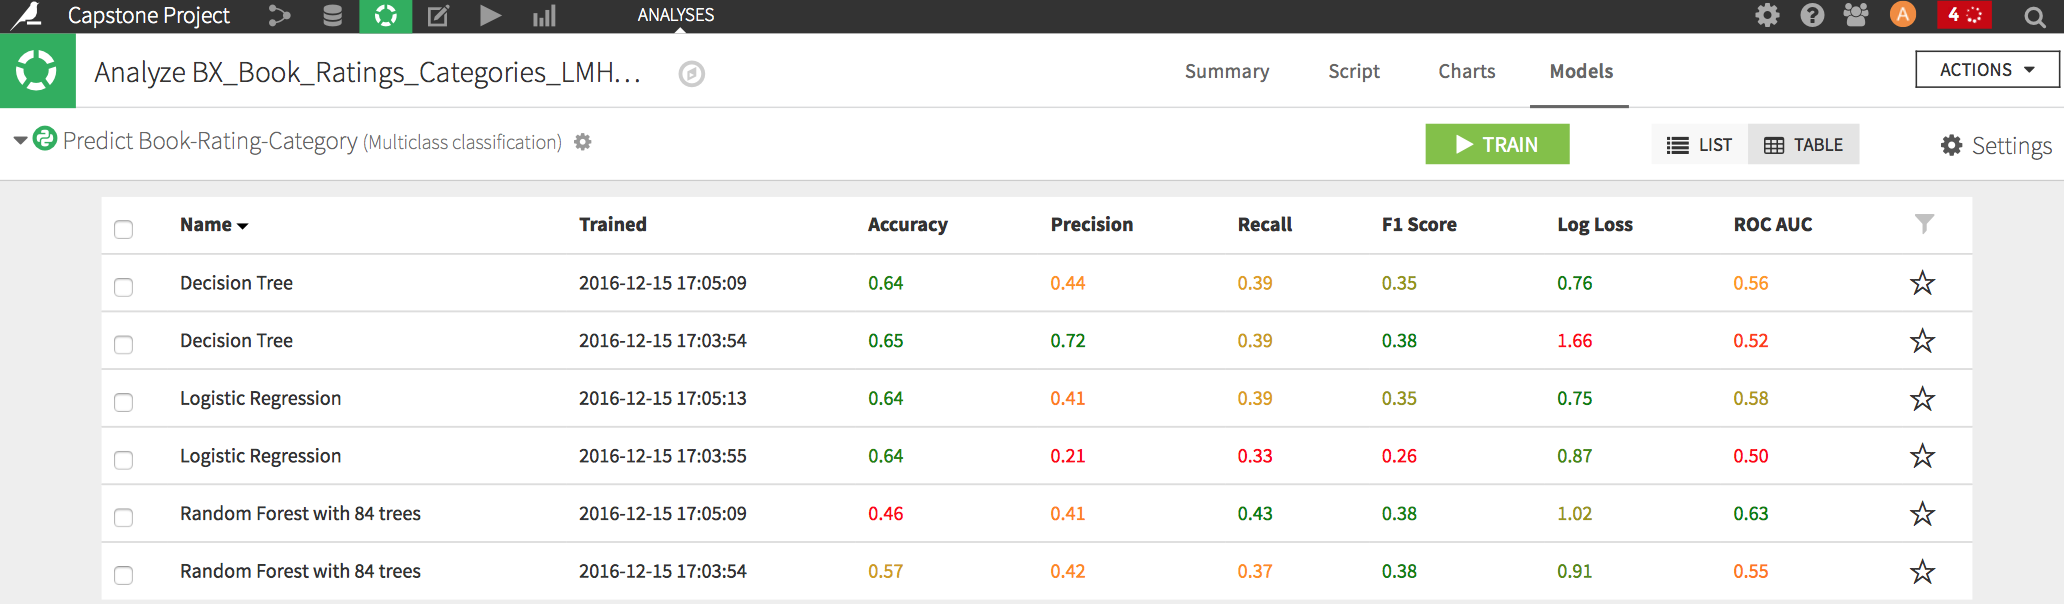 Capstone Project ANALYSES A 4
Analyze BX_Book_Ratings_Categories_LMH... Summary Script Charts Models ACTIONS
Predict Book-Rating-Category (Multiclass classification) TRAIN LIST TABLE Settings
Name Trained Accuracy Precision Recall F1 Score Log Loss ROC AUC
Decision Tree 2016-12-15 17:05:09 0.64 0.44 0.39 0.35 0.76 0.56
Decision Tree 2016-12-15 17:03:54 0.65 0.72 0.39 0.38 1.66 0.52
Logistic Regression 2016-12-15 17:05:13 0.64 0.41 0.39 0.35 0.75 0.58
Logistic Regression 2016-12-15 17:03:55 0.64 0.21 0.33 0.26 0.87 0.50
Random Forest with 84 trees 2016-12-15 17:05:09 0.46 0.41 0.43 0.38 1.02 0.63
Random Forest with 84 trees 2016-12-15 17:03:54 0.57 0.42 0.37 0.38 0.91 0.55